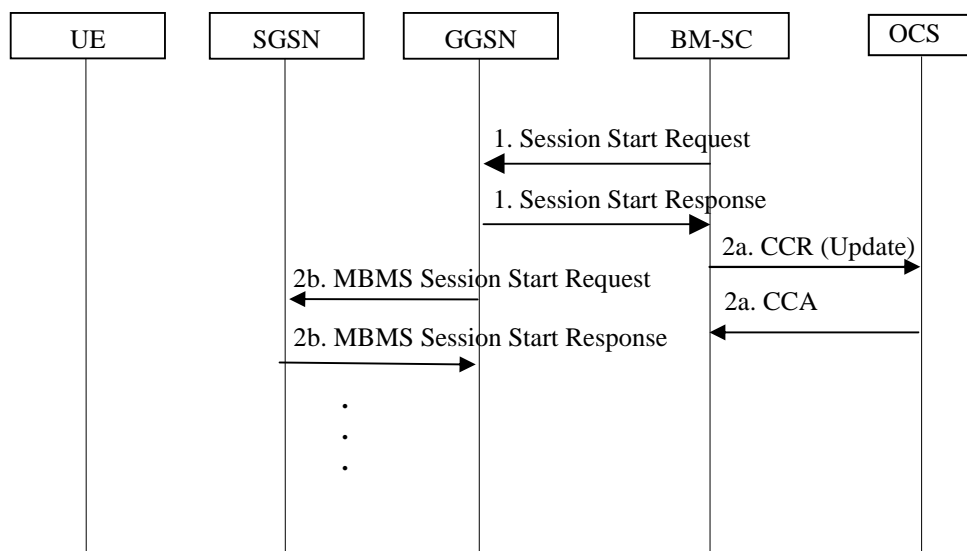 UE
SGSN
GGSN
BM-SC
OCS
1. Session Start Request
1. Session Start Response
2a. CCR (Update)
2b. MBMS Session Start Request
2a. CCA
2b. MBMS Session Start Response